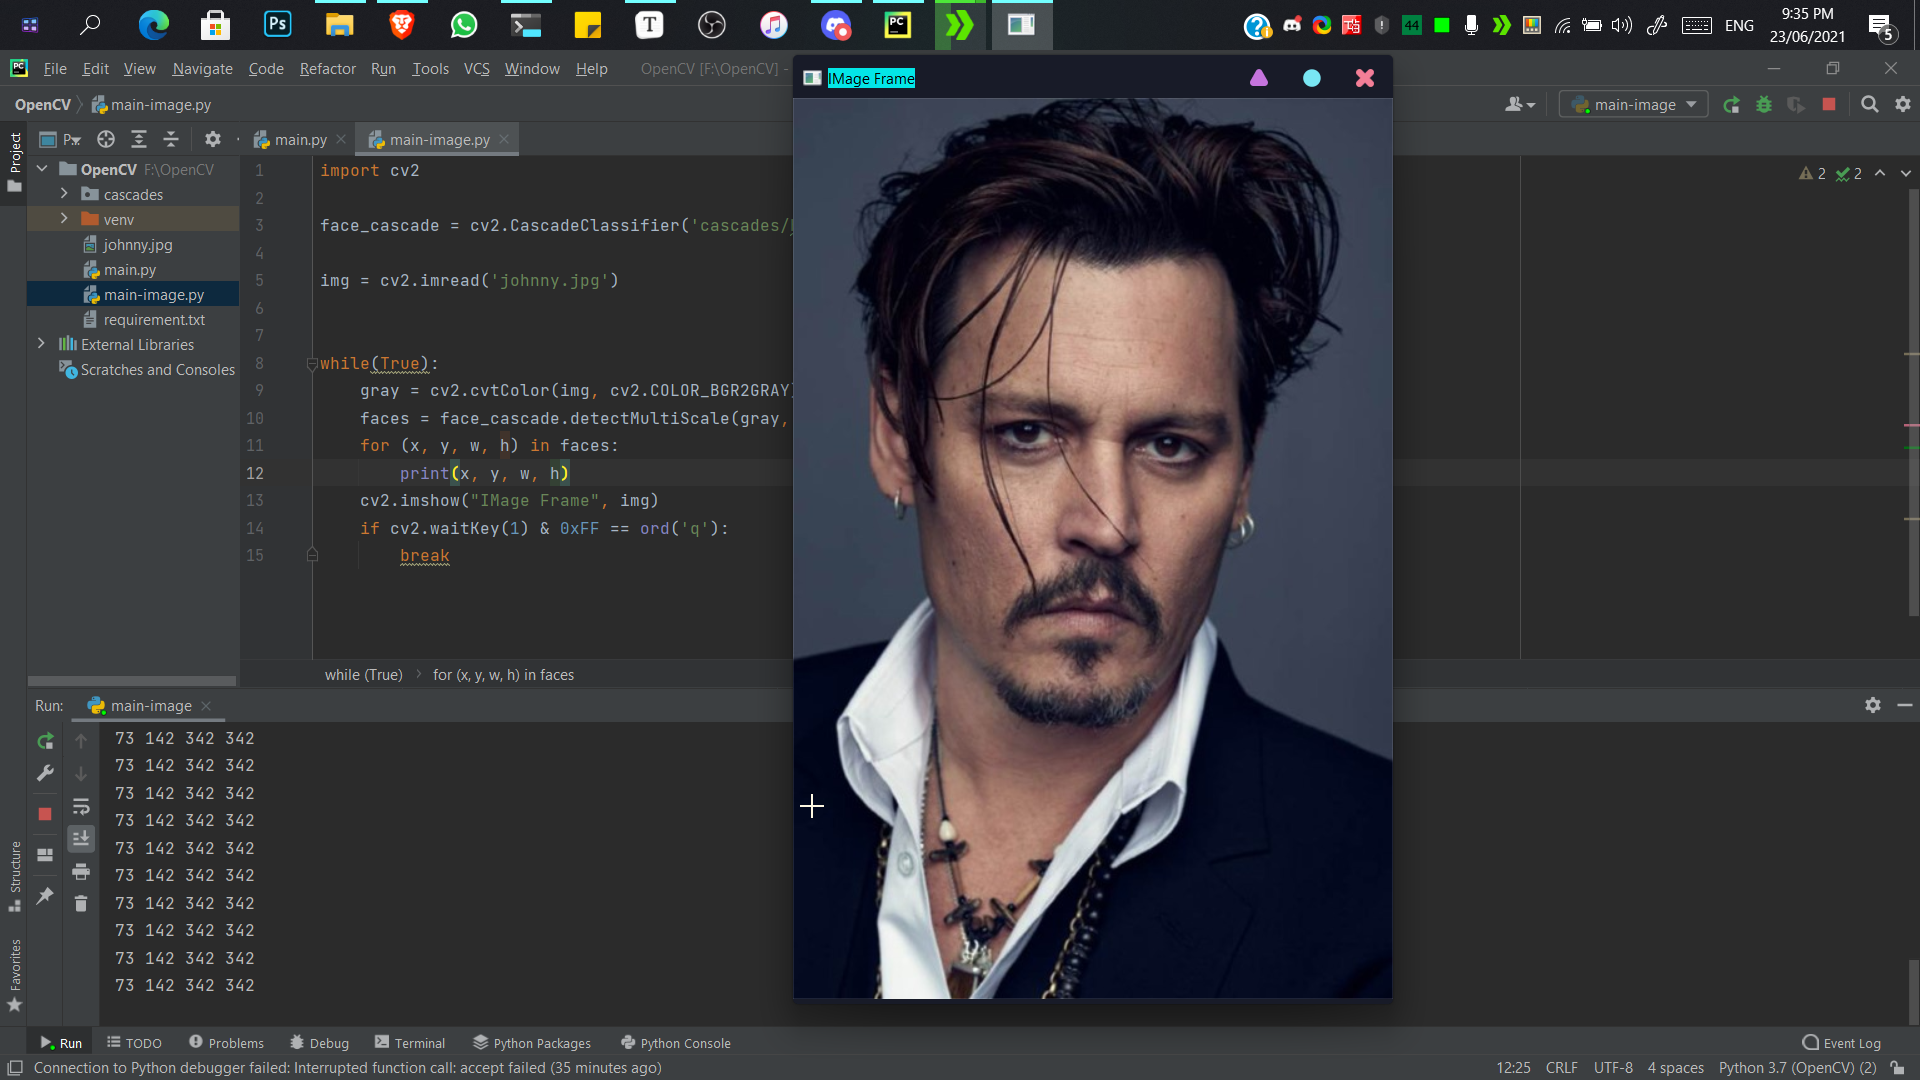 Ps
T
PC
44
ENG
9:35 PM
23/06/2021
5
PC
File Edit View Navigate Code Refactor Run Tools VCS Window Help OpenCV [F:\OpenCV] -
IMage Frame
OpenCV main-image.py
main-image
Project
P
main.py
main-image.py
OpenCV F:\OpenCV
cascades
venv
johnny.jpg
main.py
main-image.py
requirement.txt
External Libraries
Scratches and Consoles
2 2
1 import cv2
2
3 face_cascade = cv2.CascadeClassifier('cascades/
4
5 img = cv2.imread('johnny.jpg')
6
7
8 while(True):
9 gray = cv2.cvtColor(img, cv2.COLOR_BGR2GRAY)
10 faces = face_cascade.detectMultiScale(gray,
11 for (x, y, w, h) in faces:
12 print(x, y, w, h)
13 cv2.imshow("IMage Frame", img)
14 if cv2.waitKey(1) & 0xFF == ord('q'):
15 break
while (True) for (x, y, w, h) in faces
Run: main-image
73 142 342 342
73 142 342 342
73 142 342 342
73 142 342 342
73 142 342 342
73 142 342 342
73 142 342 342
73 142 342 342
73 142 342 342
73 142 342 342
Structure
Favorites
Run TODO Problems Debug Terminal Python Packages Python Console Event Log
Connection to Python debugger failed: Interrupted function call: accept failed (35 minutes ago)
12:25 CRLF UTF-8 4 spaces Python 3.7 (OpenCV) (2)